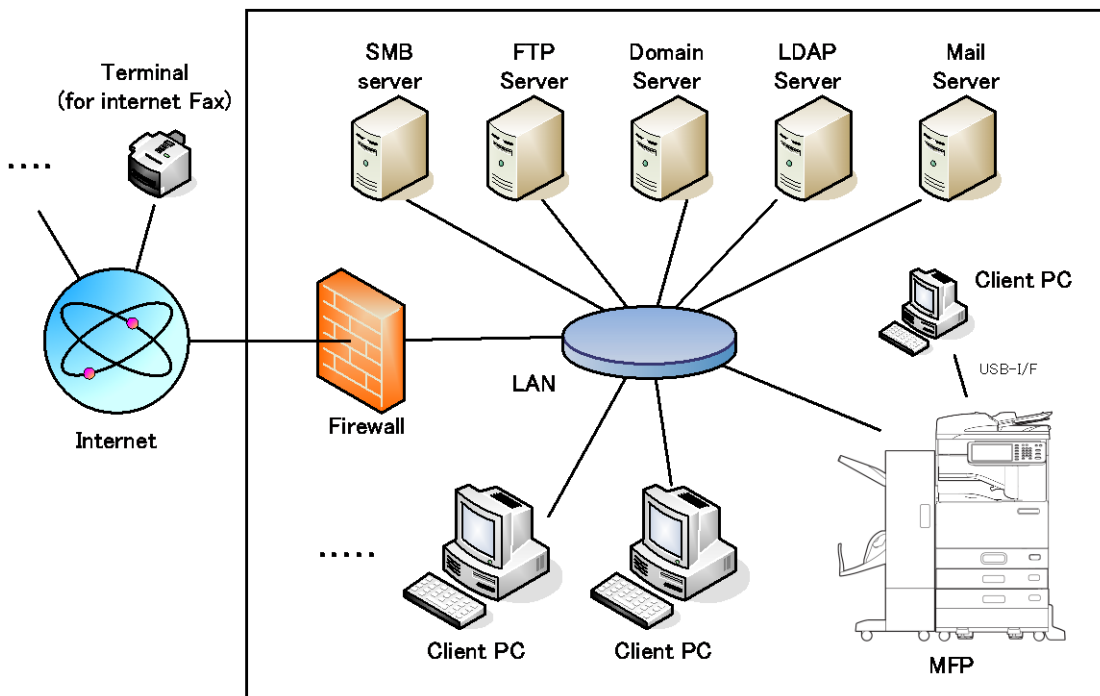 Terminal
(for internet Fax)
....
SMB
server
FTP
Server
Domain
Server
LDAP
Server
Mail
Server
Client PC
USB-I/F
LAN
Internet
Firewall
.....
Client PC
Client PC
MFP